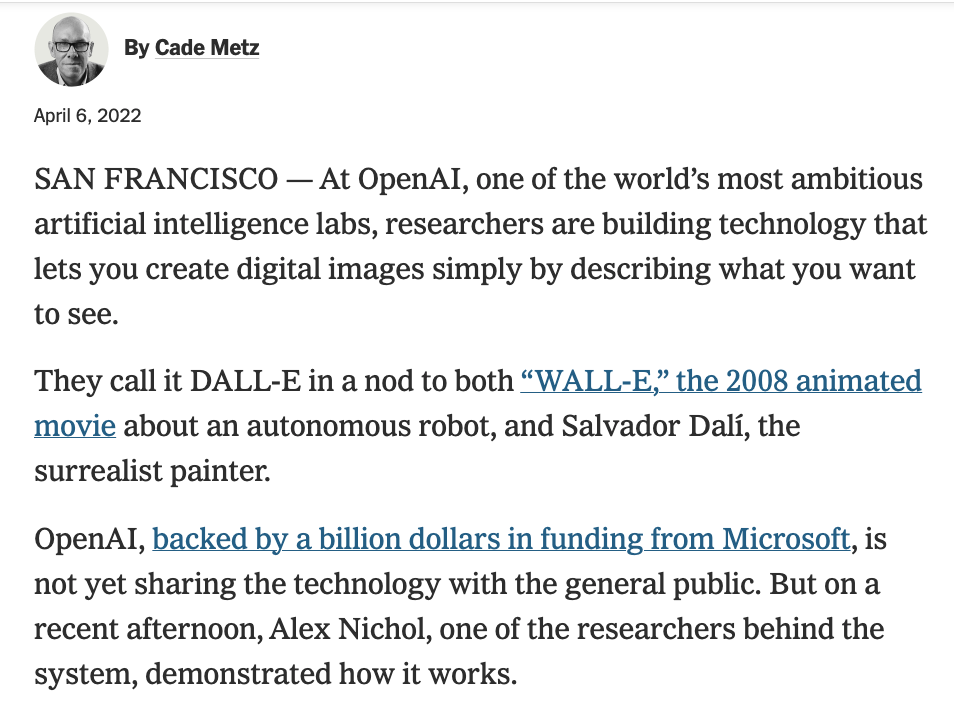 By Cade Metz
April 6, 2022
SAN FRANCISCO — At OpenAI, one of the world’s most ambitious
artificial intelligence labs, researchers are building technology that
lets you create digital images simply by describing what you want
to see.
They call it DALL-E in a nod to both “WALL-E,” the 2008 animated
movie about an autonomous robot, and Salvador Dalí, the
surrealist painter.
OpenAI, backed by a billion dollars in funding from Microsoft, is
not yet sharing the technology with the general public. But on a
recent afternoon, Alex Nichol, one of the researchers behind the
system, demonstrated how it works.